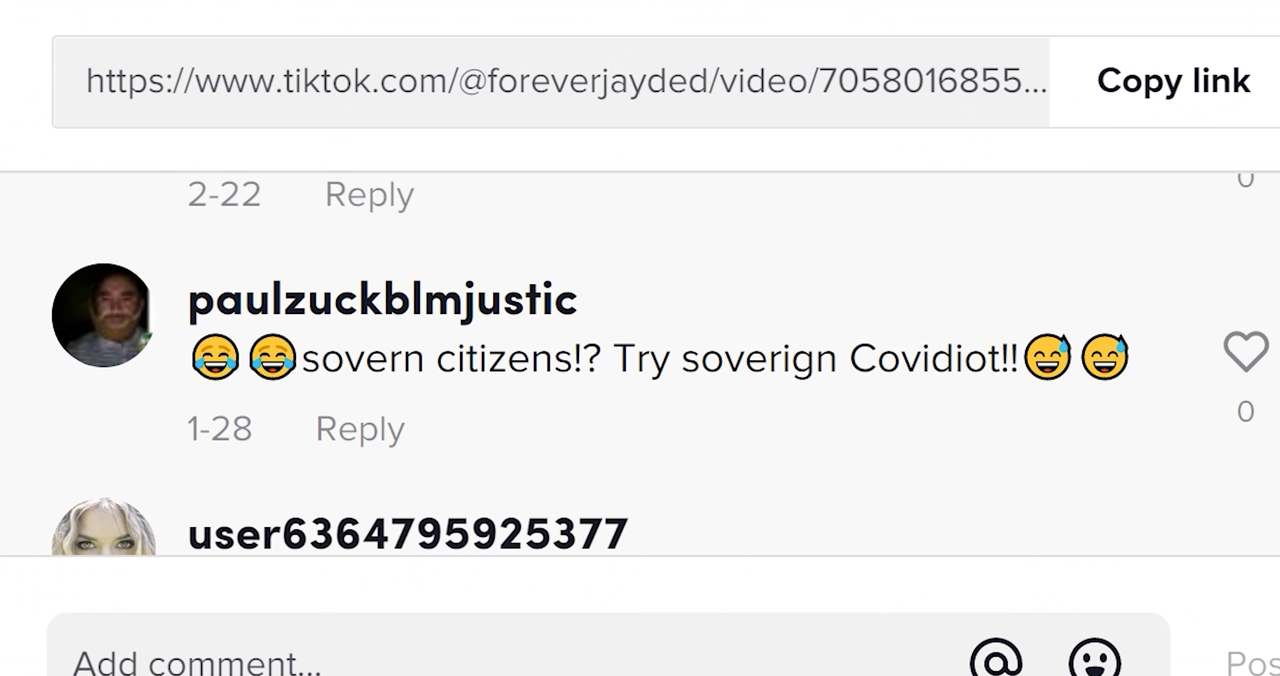 https://www.tiktok.com/@foreverjayded/video/7058016855...
Copy link
2-22 Reply
0
paulzuckblmjustic
😂😂sovern citizens!? Try soverign Covidiot!!😅😅
1-28 Reply
0
user6364795925377
Add comment...